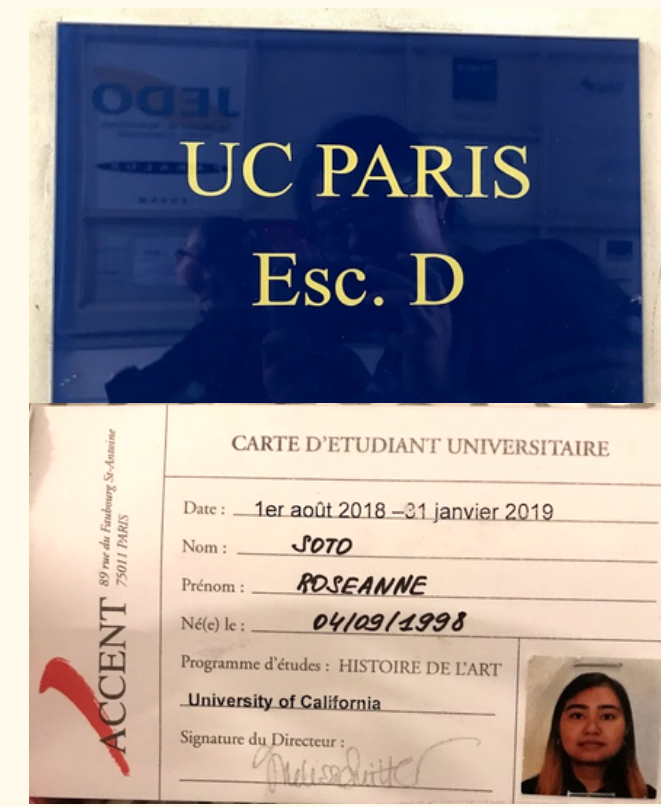 UC PARIS
Esc. D
CARTE D'ETUDIANT UNIVERSITAIRE
Date : 1er août 2018 –31 janvier 2019
Nom : SOTO
Prénom : ROSEANNE
Né(e) le : 04/09/1998
Programme d'études : HISTOIRE DE L'ART
University of California
Signature du Directeur :
ACCENT
89 rue du Faubourg St-Antoine
75011 PARIS